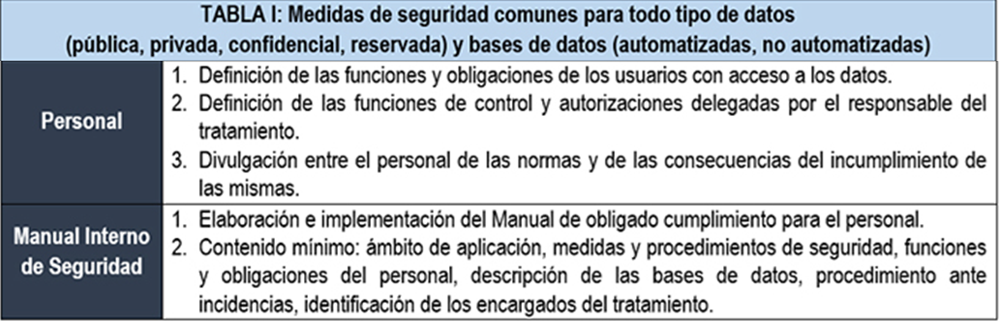 TABLA I: Medidas de seguridad comunes para todo tipo de datos
(pública, privada, confidencial, reservada) y bases de datos (automatizadas, no automatizadas)
Personal
1. Definición de las funciones y obligaciones de los usuarios con acceso a los datos.
2. Definición de las funciones de control y autorizaciones delegadas por el responsable del
tratamiento.
3. Divulgación entre el personal de las normas y de las consecuencias del incumplimiento de
las mismas.
Manual Interno
de Seguridad
1. Elaboración e implementación del Manual de obligado cumplimiento para el personal.
2. Contenido mínimo: ámbito de aplicación, medidas y procedimientos de seguridad, funciones
y obligaciones del personal, descripción de las bases de datos, procedimiento ante
incidencias, identificación de los encargados del tratamiento.